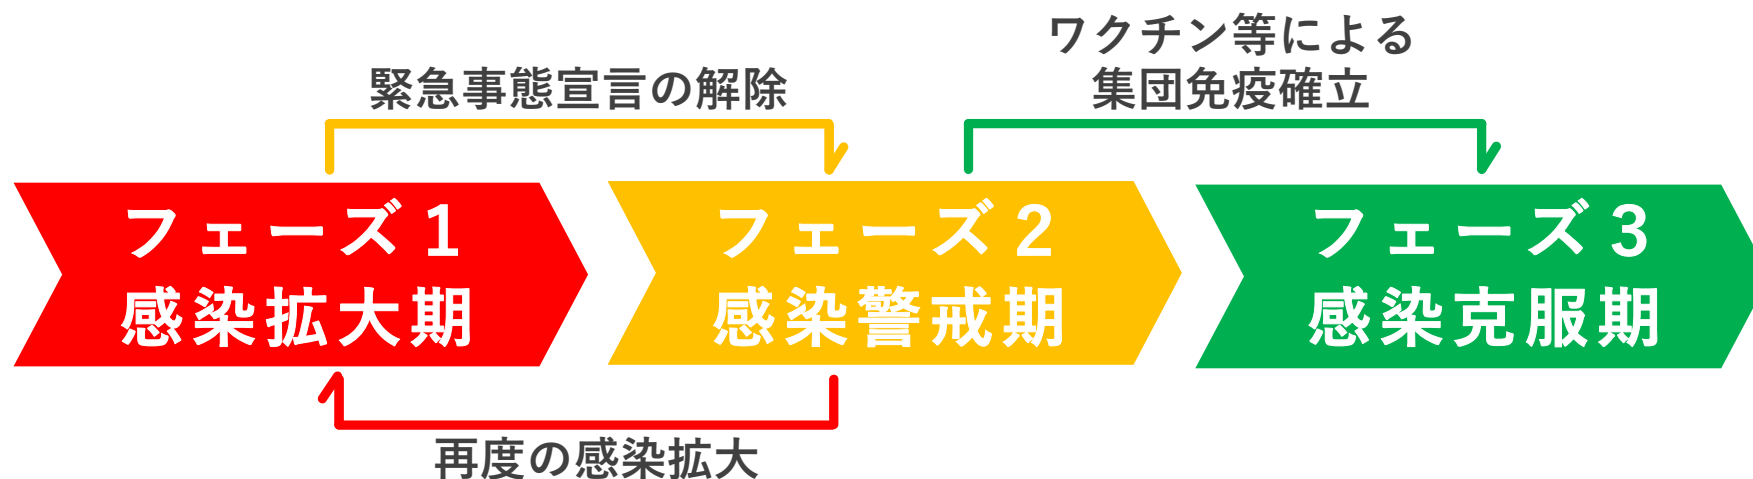 ワクチン等による
緊急事態宣言の解除
集団免疫確立
フェーズ1
感染拡大期
フェーズ2
感染警戒期
フェーズ3
感染克服期
再度の感染拡大